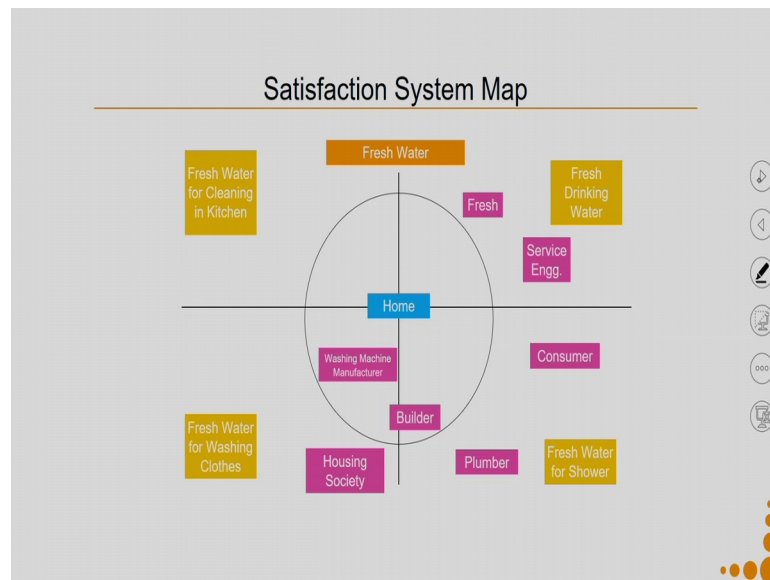 Satisfaction System Map
Fresh Water
for Cleaning
in Kitchen
Fresh Water
Fresh
Drinking
Water
Fresh
Service
Engg.
Home
Washing Machine
Manufacturer
Consumer
Builder
Fresh Water
for Washing
Clothes
Housing
Society
Plumber
Fresh Water
for Shower